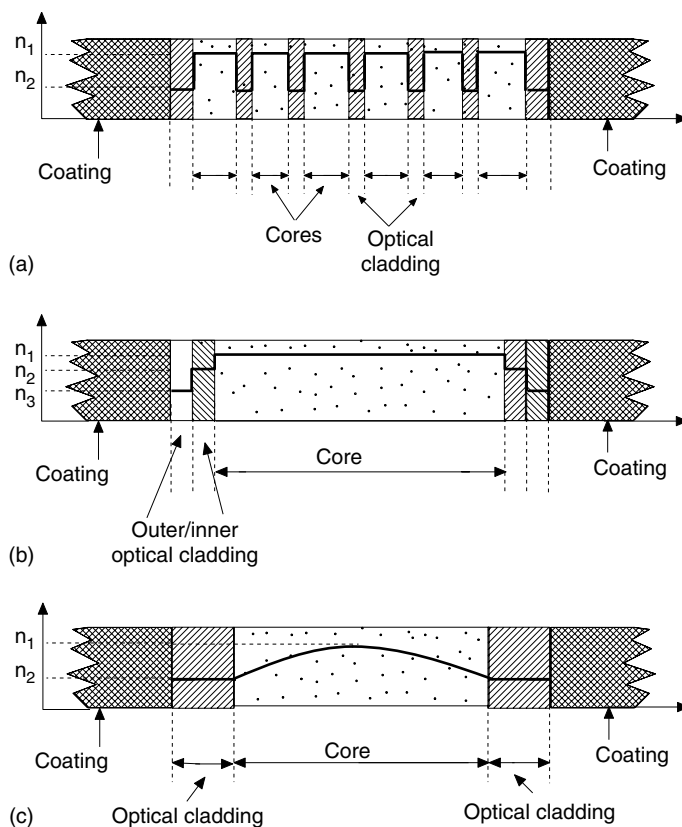 n1
n2
Coating
Coating
Cores
Optical
cladding
(a)
n1
n2
n3
Coating
Core
Coating
Outer/inner
optical cladding
(b)
n1
n2
Coating
Core
Coating
Optical cladding
Optical cladding
(c)